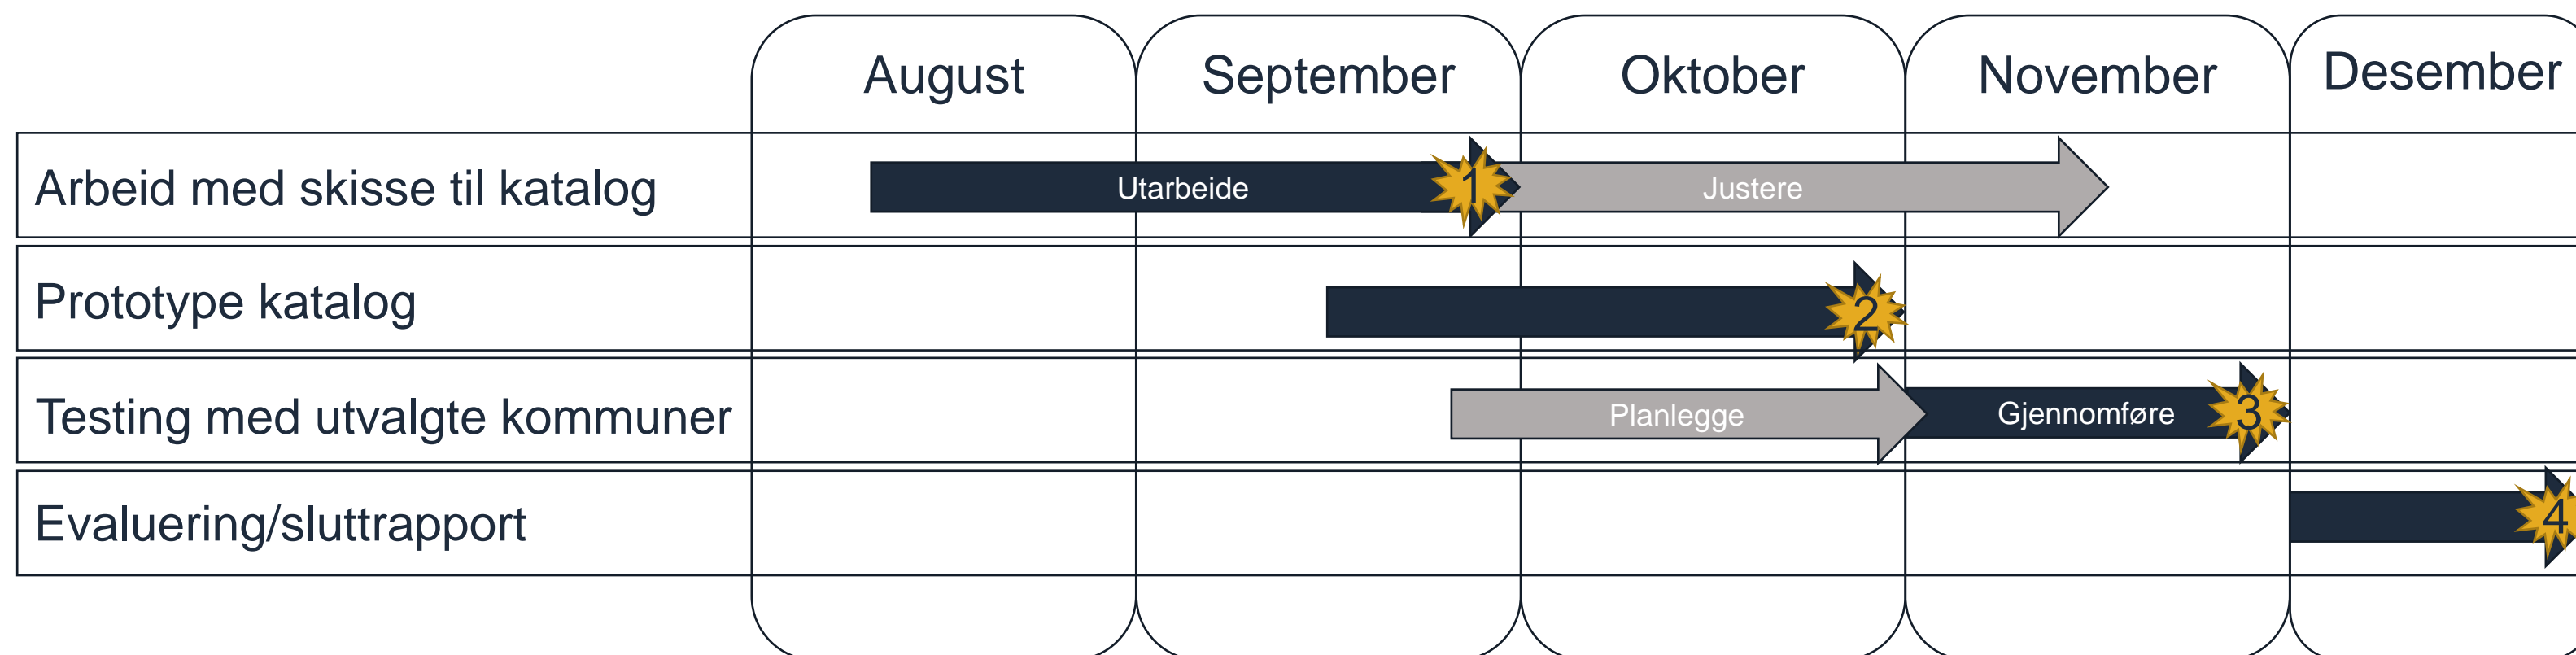 August
September
Oktober
November
Desember
Arbeid med skisse til katalog
Utarbeide
1
Justere
Prototype katalog
2
Testing med utvalgte kommuner
Planlegge
Gjennomføre
3
Evaluering/sluttrapport
4